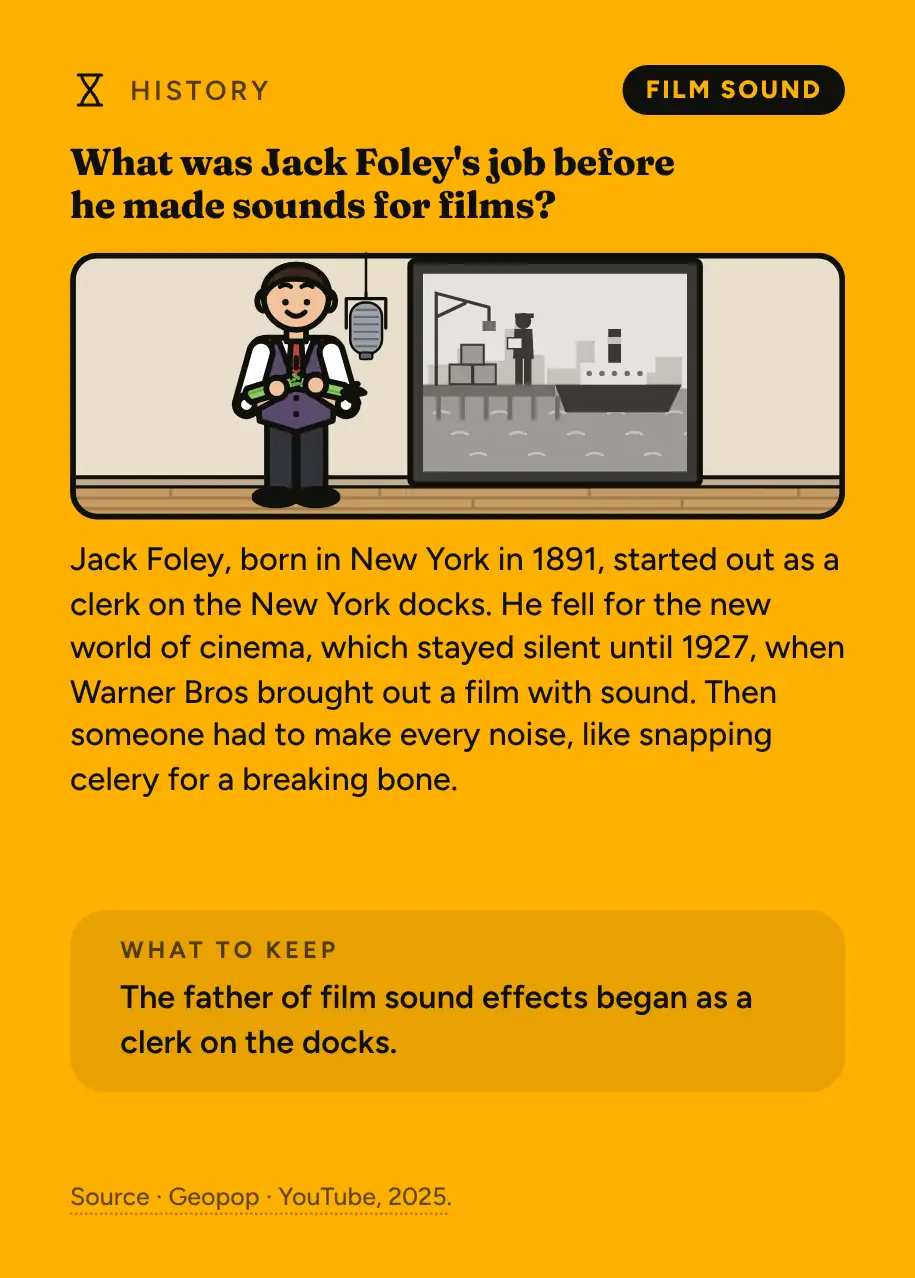 HISTORY
FILM SOUND
What was Jack Foley's job before
he made sounds for films?
Jack Foley, born in New York in 1891, started out as a
clerk on the New York docks. He fell for the new
world of cinema, which stayed silent until 1927, when
Warner Bros brought out a film with sound. Then
someone had to make every noise, like snapping
celery for a breaking bone.
WHAT TO KEEP
The father of film sound effects began as a
clerk on the docks.
Source · Geopop · YouTube, 2025.